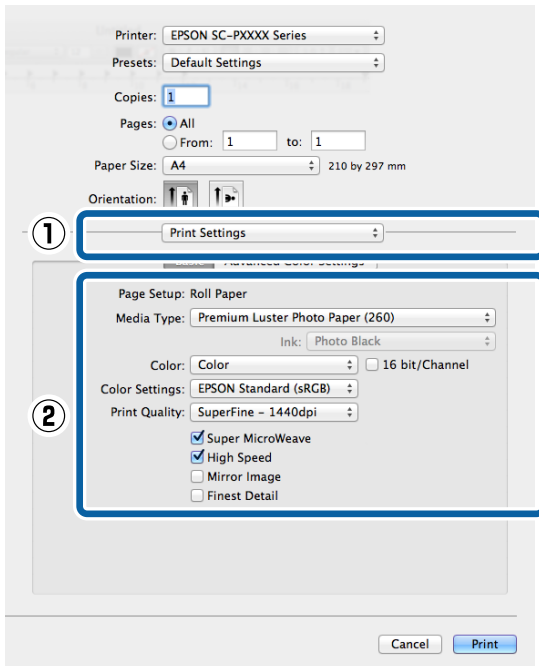 Printer: EPSON SC-PXXXX Series
Presets: Default Settings
Copies: 1
Pages: All
From: 1 to: 1
Paper Size: A4 210 by 297 mm
Orientation:
① Print Settings
Advanced Color Settings
Page Setup: Roll Paper
Media Type: Premium Luster Photo Paper (260)
Ink: Photo Black
Color: Color 16 bit/Channel
Color Settings: EPSON Standard (sRGB)
② Print Quality: SuperFine – 1440dpi
Super MicroWeave
High Speed
Mirror Image
Finest Detail
Cancel Print